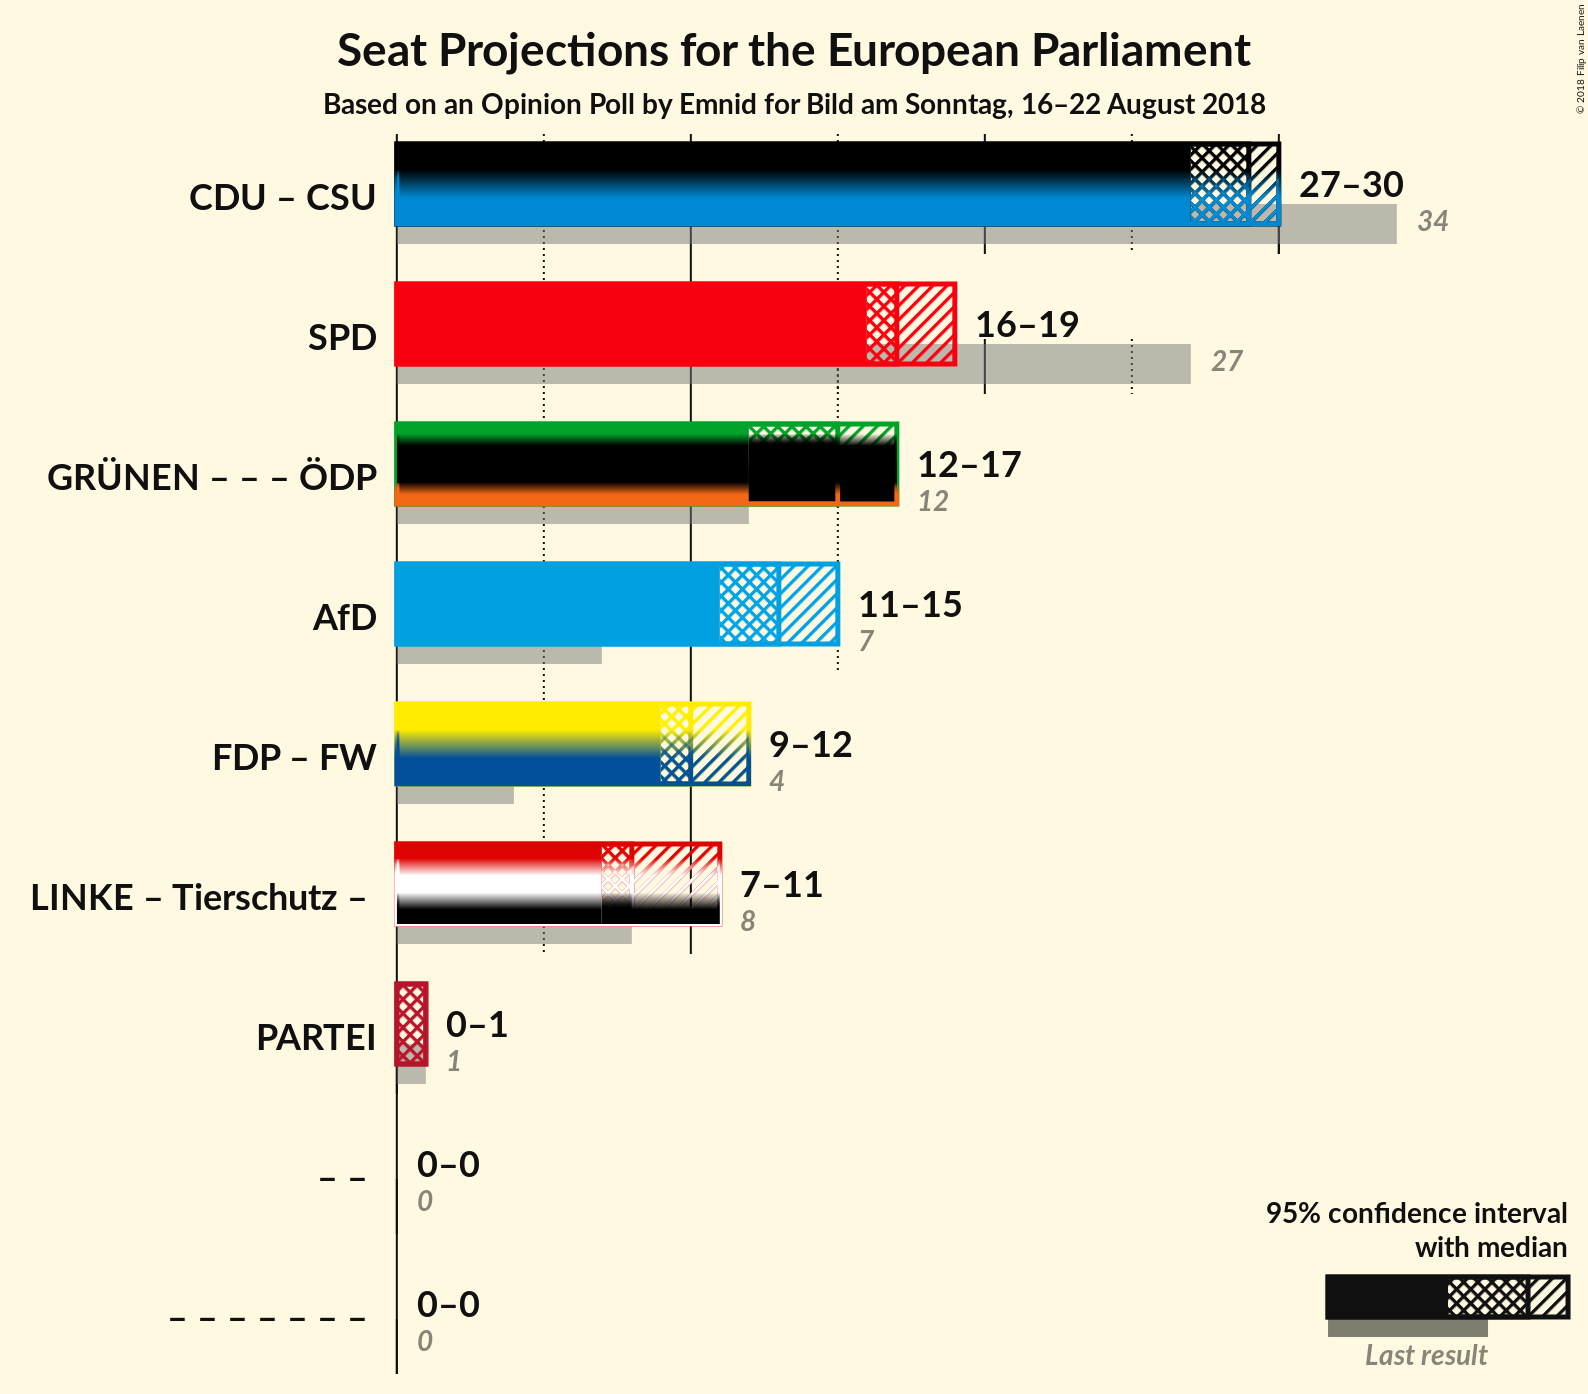 Seat Projections for the European Parliament
Based on an Opinion Poll by Emnid for Bild am Sonntag, 16–22 August 2018
© 2018 Filip van Laenen
CDU – CSU
27–30
34
SPD
16–19
27
GRÜNEN – – – ÖDP
12–17
12
AfD
11–15
7
FDP – FW
9–12
4
LINKE – Tierschutz –
7–11
8
PARTEI
0–1
1
– –
0–0
0
– – – – – – –
0–0
0
95% confidence interval
with median
Last result